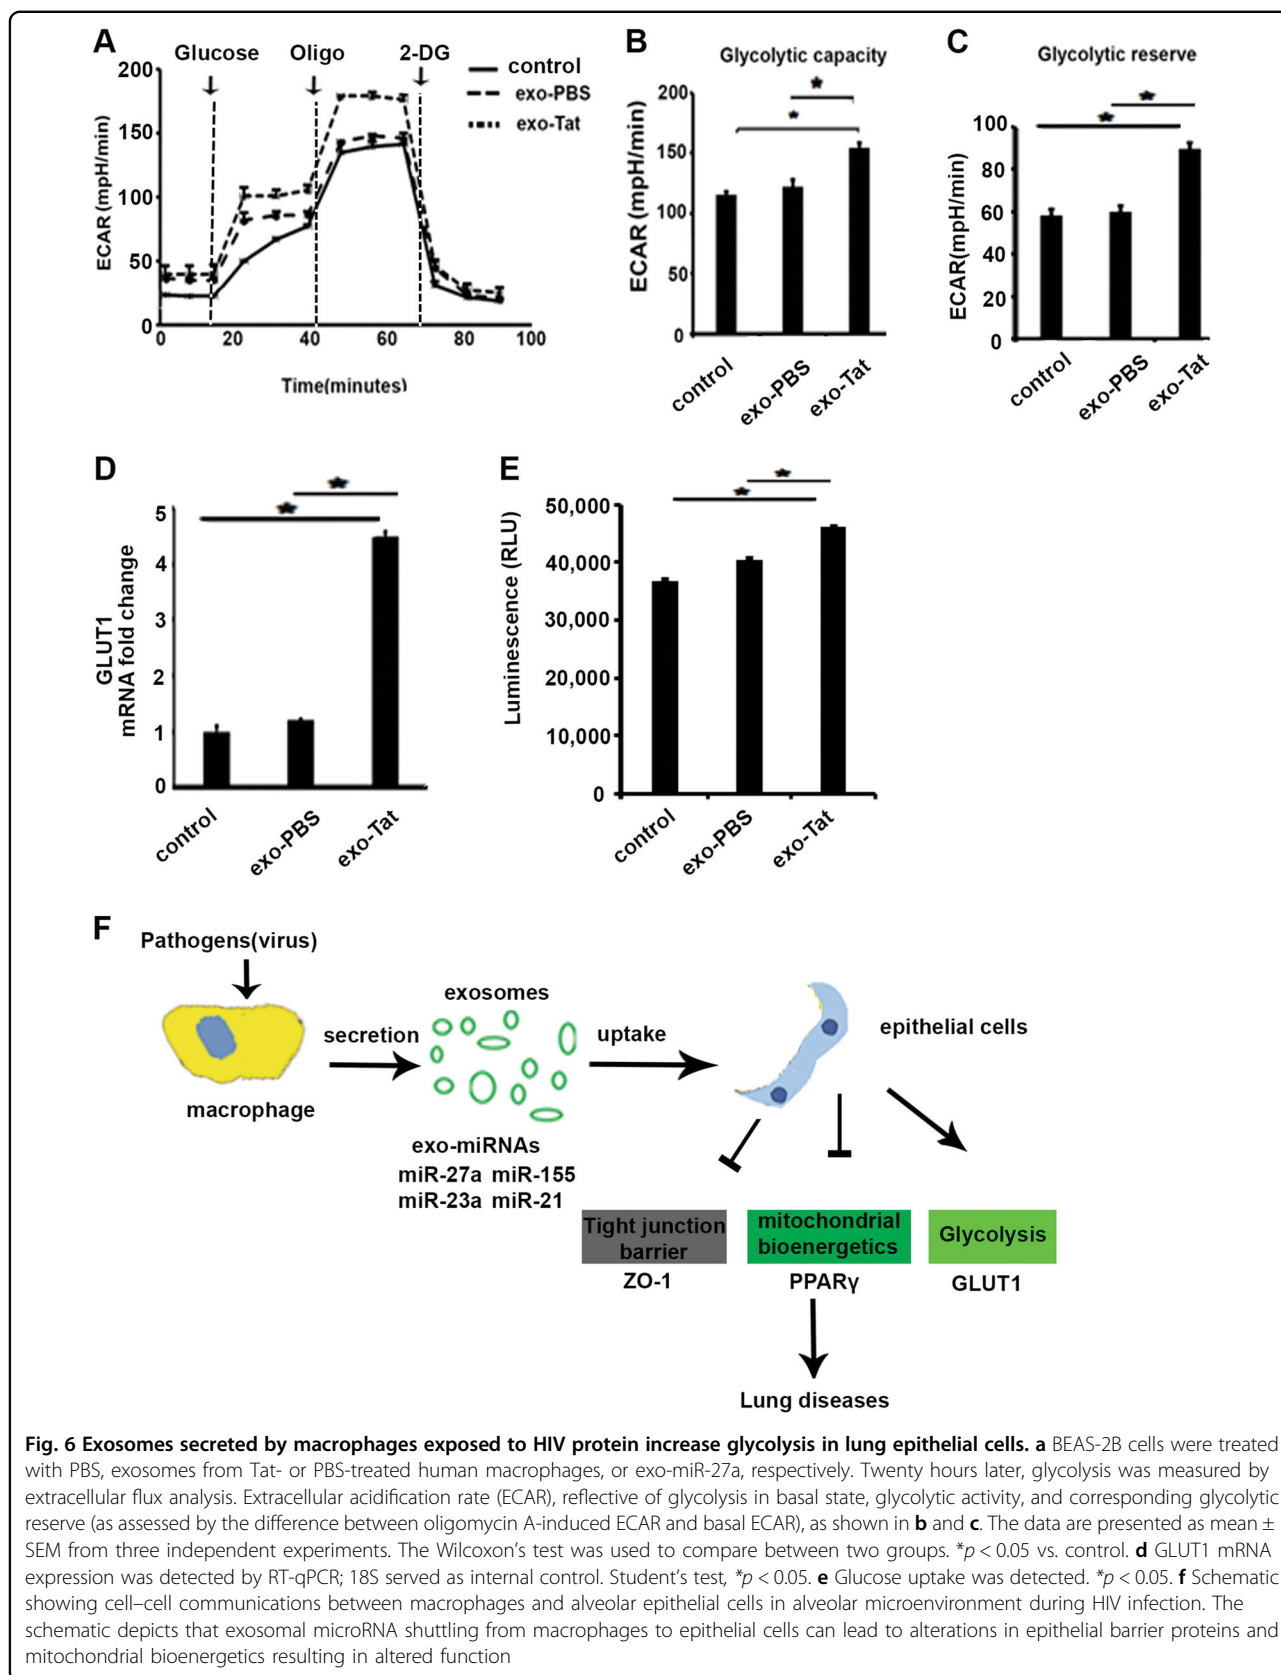 A
Glucose Oligo 2-DG
control
exo-PBS
exo-Tat
ECAR (mpH/min)
200
150
100
50
0
0 20 40 60 80 100
Time(minutes)
B
Glycolytic capacity
*
*
ECAR (mpH/min)
200
150
100
50
0
control exo-PBS exo-Tat
C
Glycolytic reserve
*
*
ECAR(mpH/min)
100
80
60
40
20
0
control exo-PBS exo-Tat
D
*
*
GLUT1
mRNA fold change
5
4
3
2
1
0
control exo-PBS exo-Tat
E
*
*
Luminescence (RLU)
50,000
40,000
30,000
20,000
10,000
0
control exo-PBS exo-Tat
F
Pathogens(virus)
macrophage
secretion
exosomes
exo-miRNAs
miR-27a miR-155
miR-23a miR-21
uptake
epithelial cells
Tight junction
barrier
ZO-1
mitochondrial
bioenergetics
PPARγ
Glycolysis
GLUT1
Lung diseases
Fig. 6 Exosomes secreted by macrophages exposed to HIV protein increase glycolysis in lung epithelial cells. a BEAS-2B cells were treated
with PBS, exosomes from Tat- or PBS-treated human macrophages, or exo-miR-27a, respectively. Twenty hours later, glycolysis was measured by
extracellular flux analysis. Extracellular acidification rate (ECAR), reflective of glycolysis in basal state, glycolytic activity, and corresponding glycolytic
reserve (as assessed by the difference between oligomycin A-induced ECAR and basal ECAR), as shown in b and c. The data are presented as mean ±
SEM from three independent experiments. The Wilcoxon's test was used to compare between two groups. *p < 0.05 vs. control. d GLUT1 mRNA
expression was detected by RT-qPCR; 18S served as internal control. Student's test, *p < 0.05. e Glucose uptake was detected. *p < 0.05. f Schematic
showing cell–cell communications between macrophages and alveolar epithelial cells in alveolar microenvironment during HIV infection. The
schematic depicts that exosomal microRNA shuttling from macrophages to epithelial cells can lead to alterations in epithelial barrier proteins and
mitochondrial bioenergetics resulting in altered function